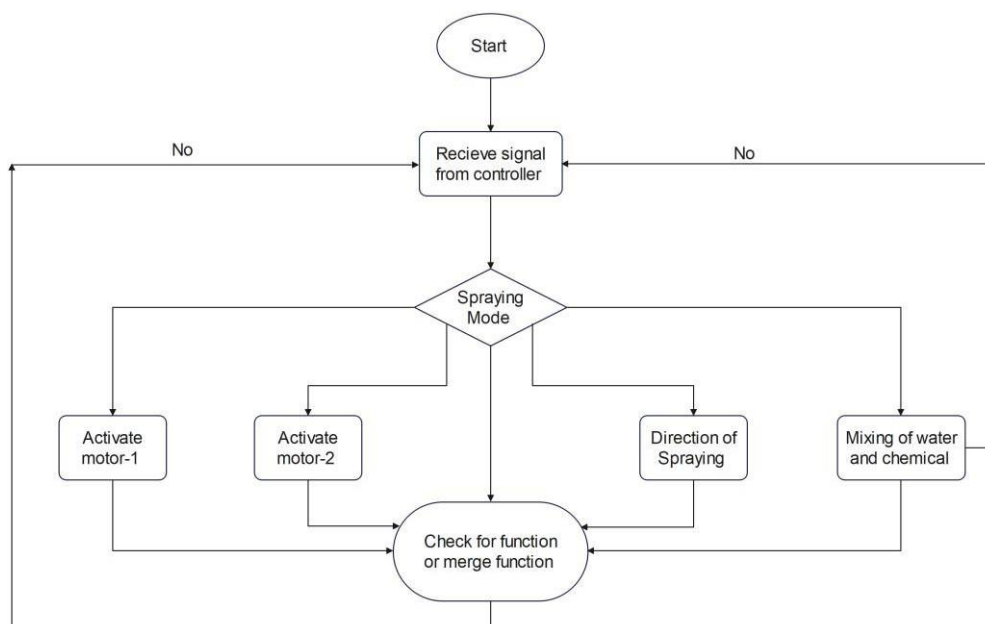 Start
No
Recieve signal
from controller
No
Spraying
Mode
Activate
motor-1
Activate
motor-2
Direction of
Spraying
Mixing of water
and chemical
Check for function
or merge function